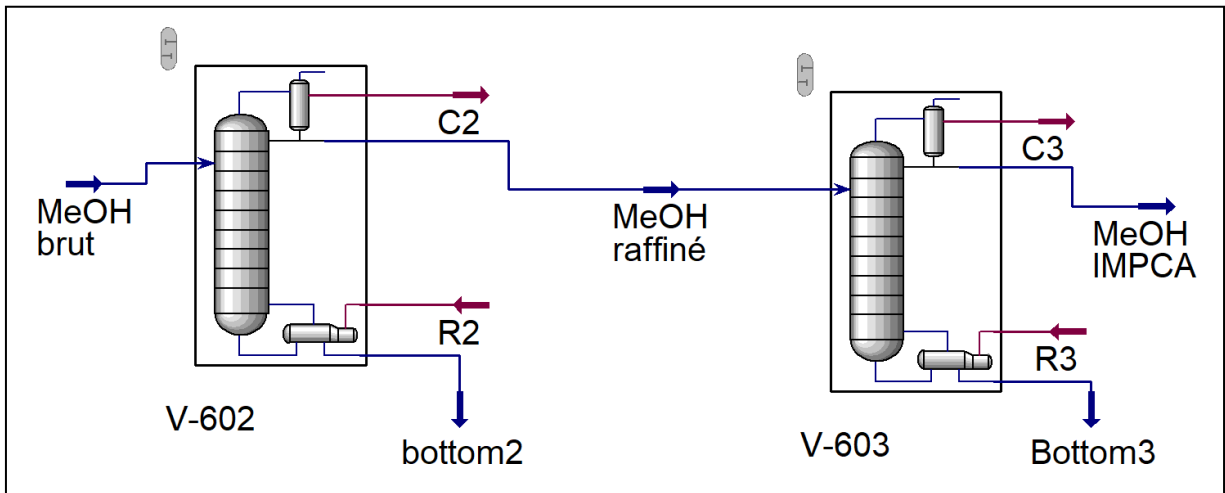 C2
MeOH
brut
R2
V-602
bottom2
MeOH
raffiné
C3
MeOH
IMPCA
R3
V-603
Bottom3